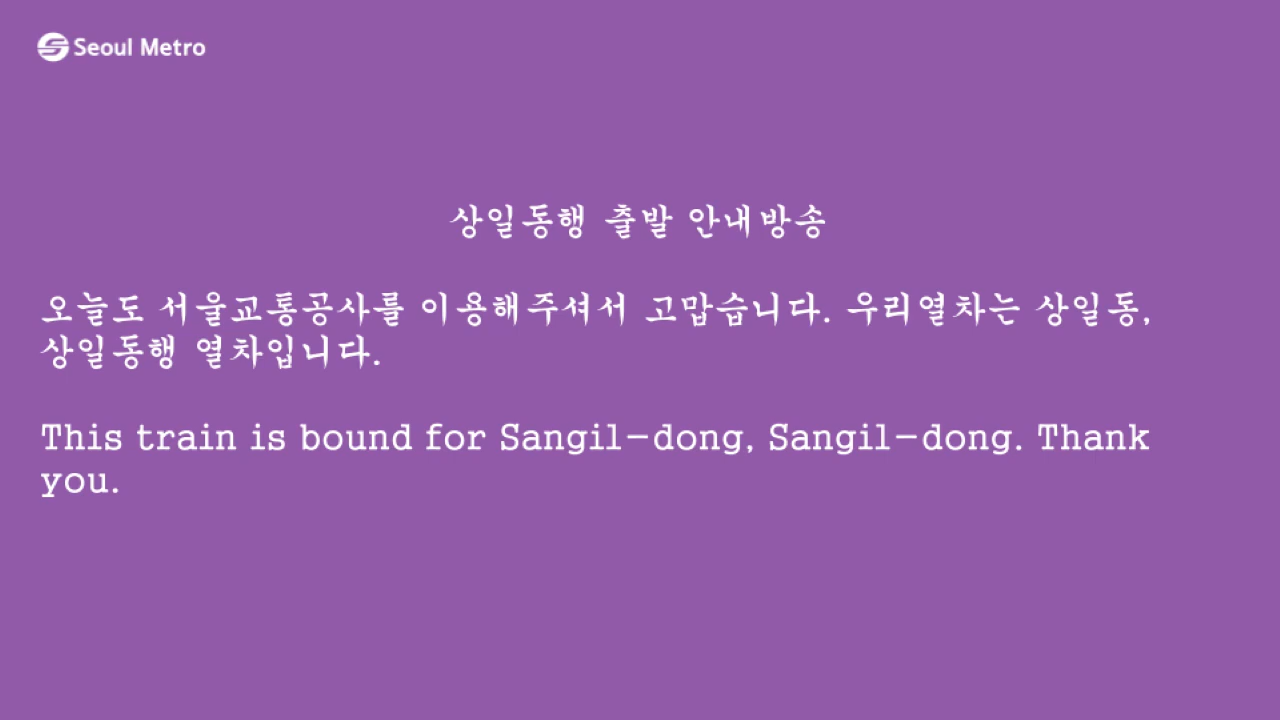 Seoul Metro
상일동행 출발 안내방송
오늘도 서울교통공사를 이용해주셔서 고맙습니다. 우리열차는 상일동,
상일동행 열차입니다.
This train is bound for Sangil-dong, Sangil-dong. Thank
you.